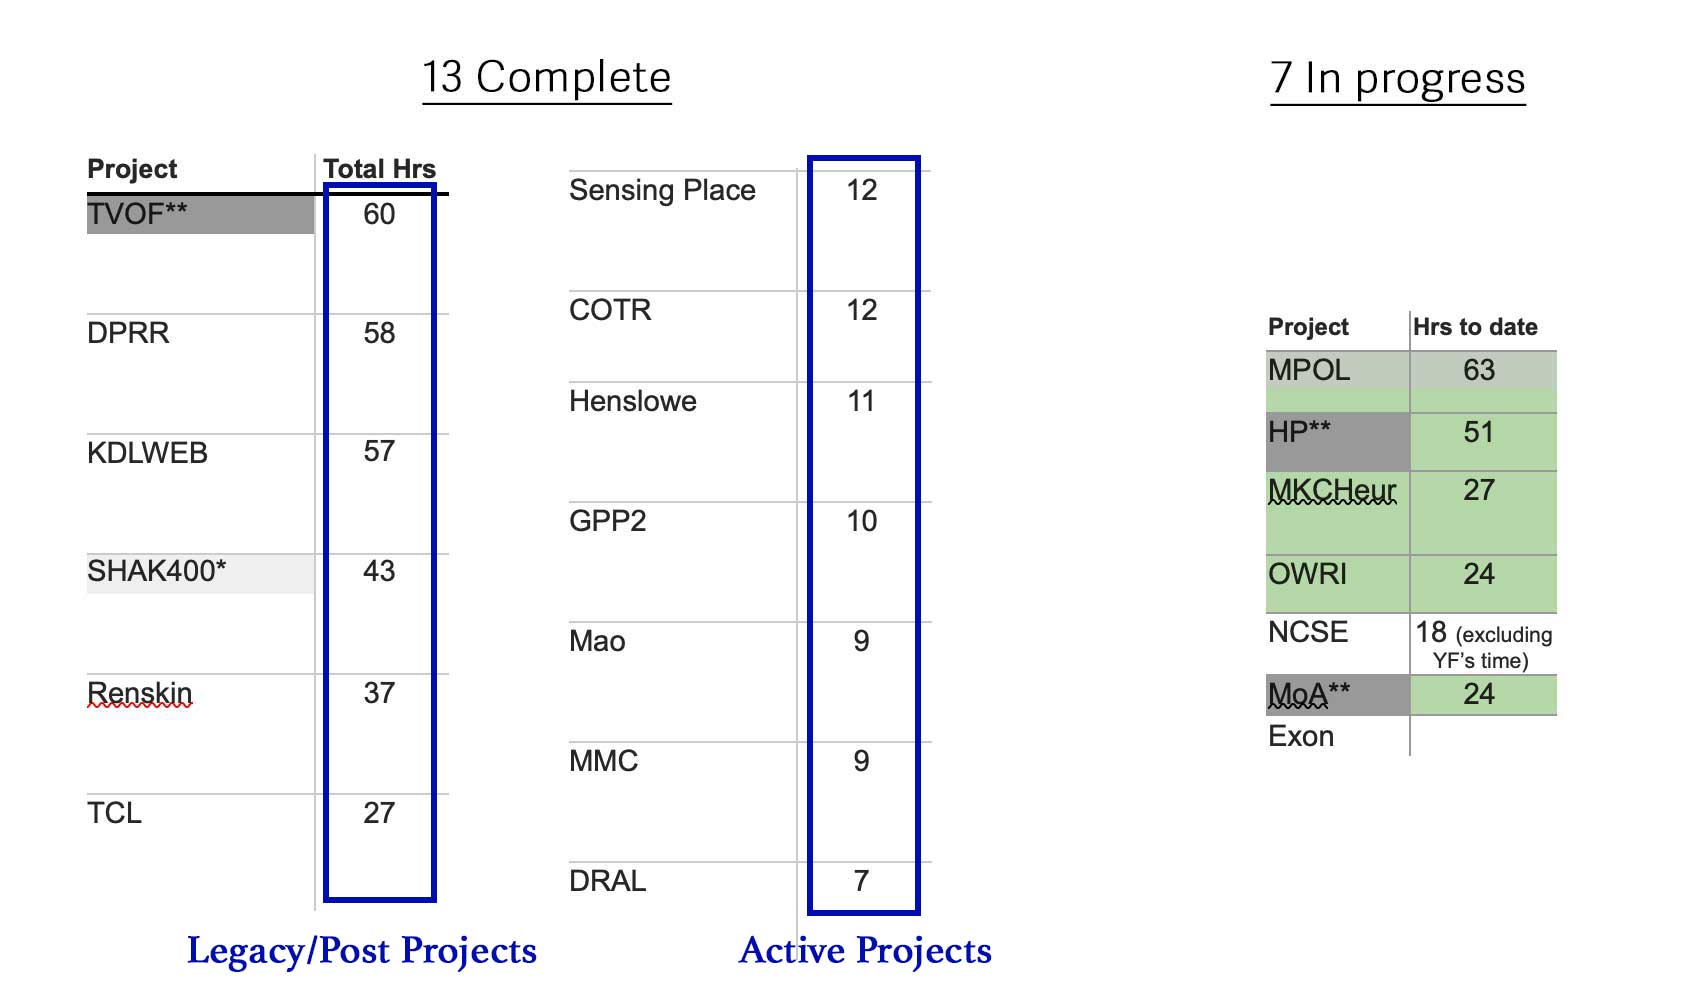 13 Complete
7 In progress
Project Total Hrs
TVOF** 60
DPRR 58
KDLWEB 57
SHAK400* 43
Renskin 37
TCL 27
Legacy/Post Projects
Sensing Place 12
COTR 12
Henslowe 11
GPP2 10
Mao 9
MMC 9
DRAL 7
Active Projects
Project Hrs to date
MPOL 63
HP** 51
MKCHeur 27
OWRI 24
NCSE 18 (excluding
YF's time)
MoA** 24
Exon